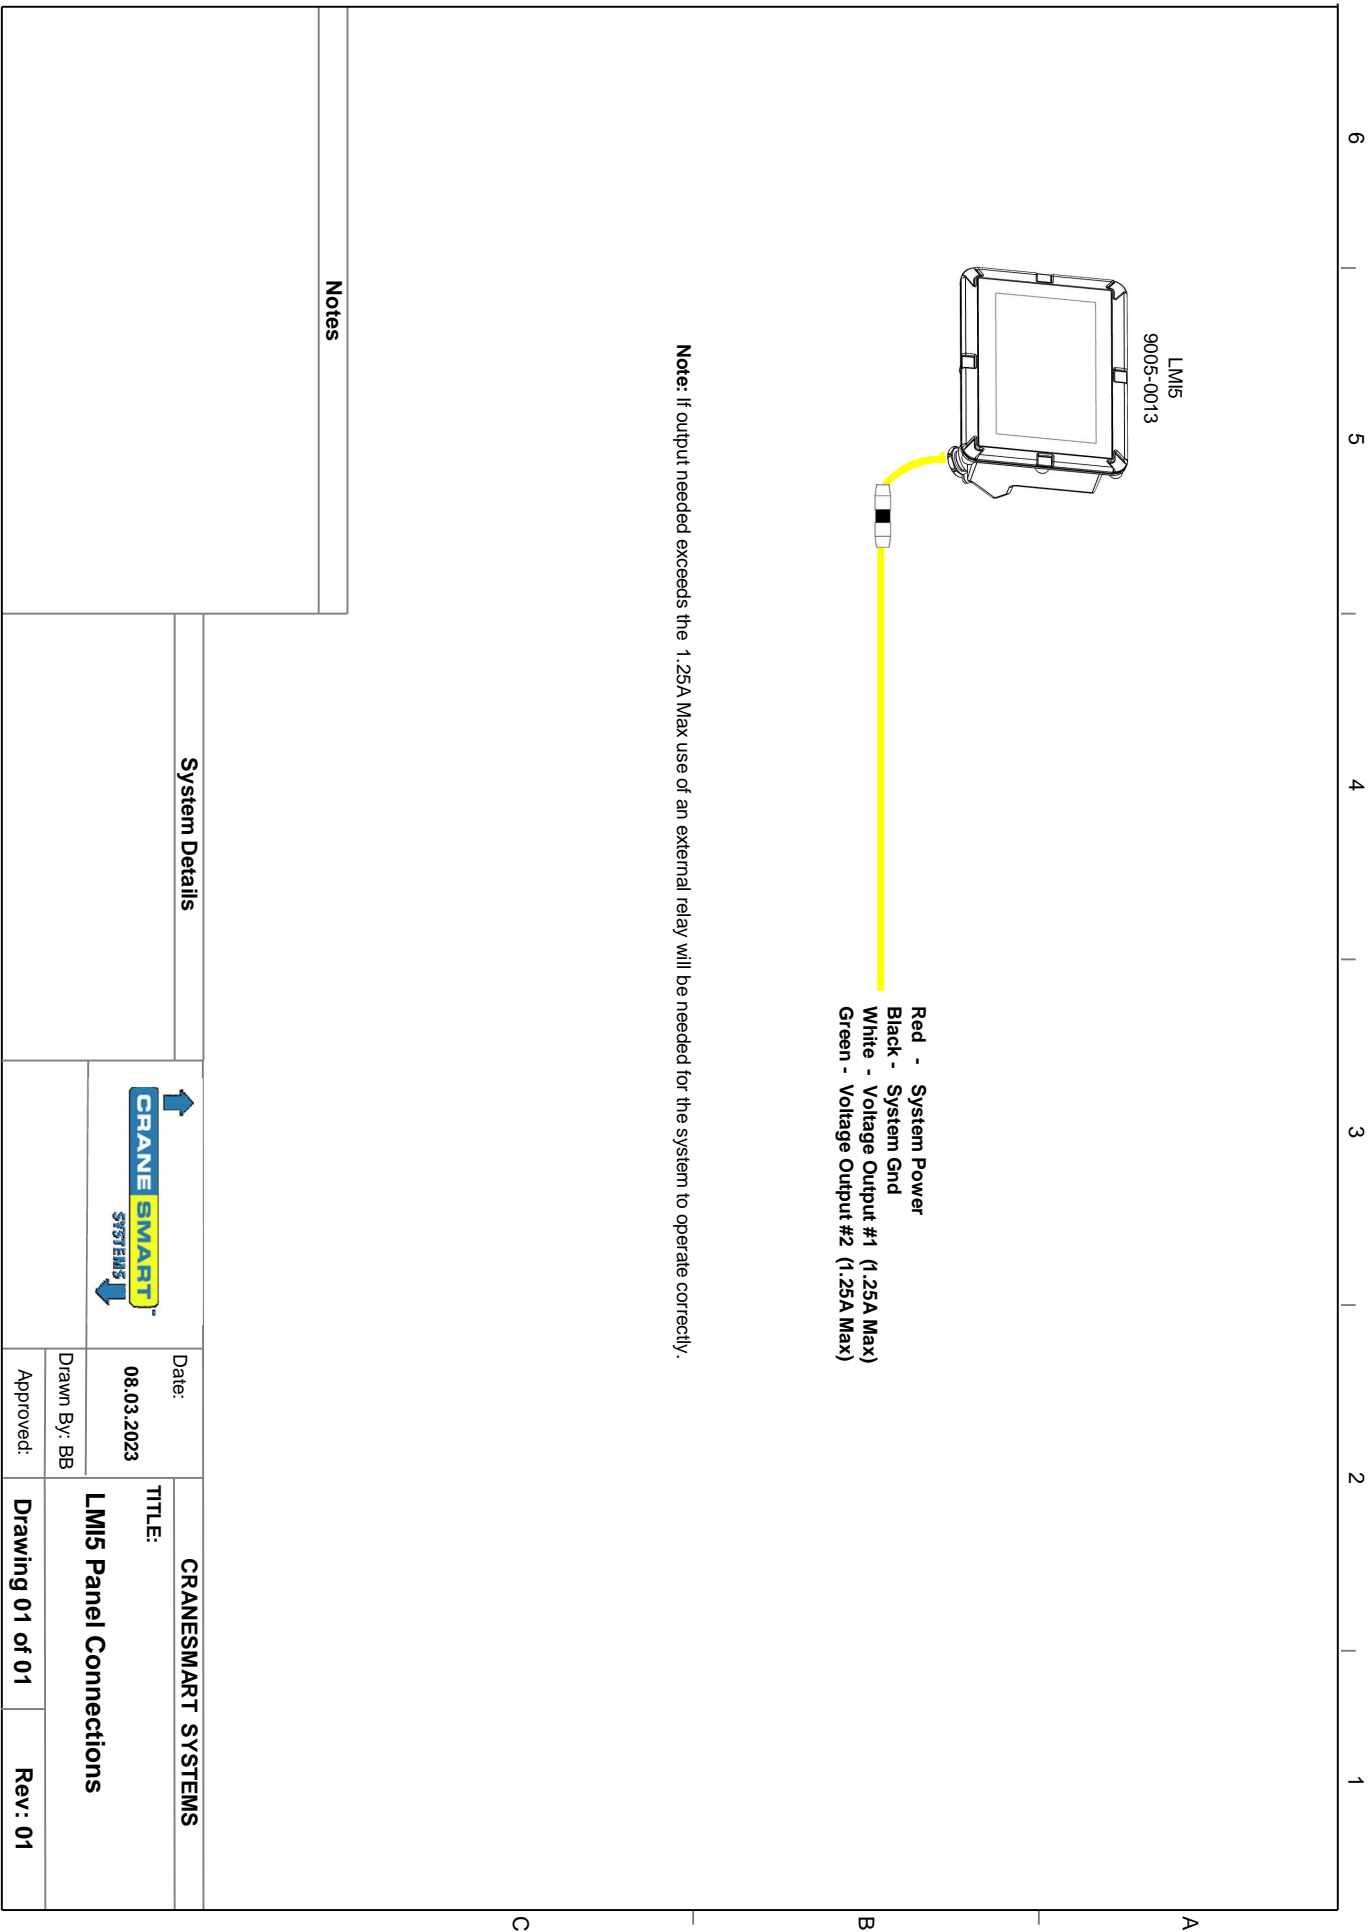 6
5
4
3
2
1
A
B
C
LMI5
9005-0013
Red - System Power
Black - System Gnd
White - Voltage Output #1 (1.25A Max)
Green - Voltage Output #2 (1.25A Max)
Note: If output needed exceeds the 1.25A Max use of an external relay will be needed for the system to operate correctly.
Notes
System Details
CRANE SMART
SYSTEMS
Date:
08.03.2023
Drawn By: BB
Approved:
CRANESMART SYSTEMS
TITLE:
LMI5 Panel Connections
Drawing 01 of 01
Rev: 01